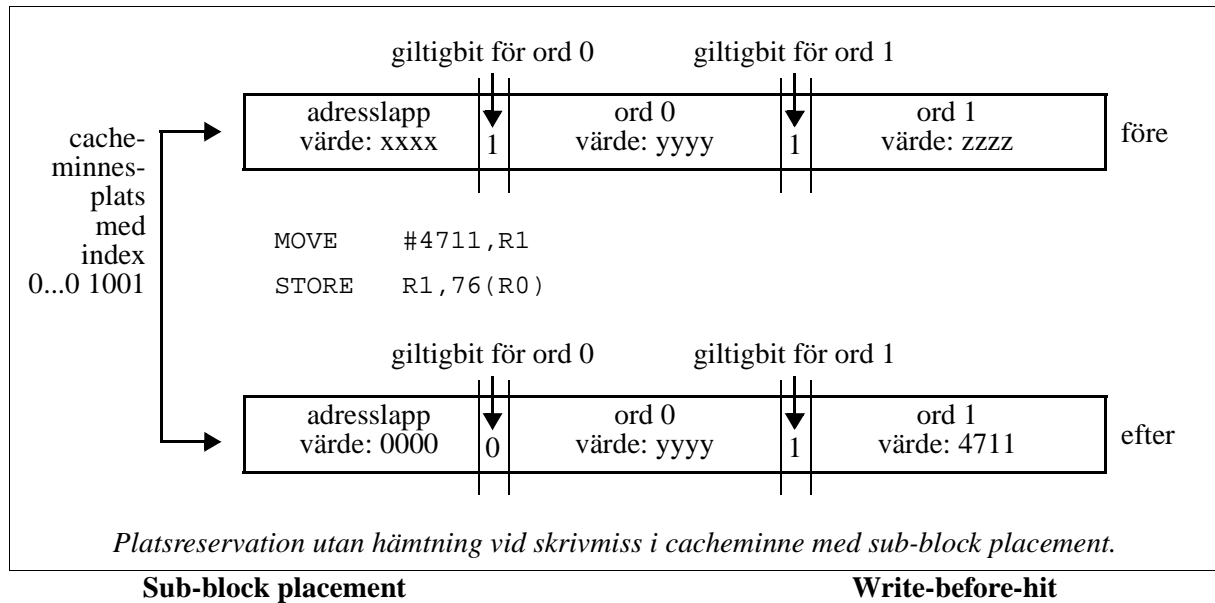 giltigbit för ord 0 giltigbit för ord 1
adresslapp ord 0 ord 1
värde: xxxx 1 värde: yyyy 1 värde: zzzz
före
cache-
minnes-
plats
med
index
0...0 1001
MOVE #4711,R1
STORE R1,76(R0)
giltigbit för ord 0 giltigbit för ord 1
adresslapp ord 0 ord 1
värde: 0000 0 värde: yyyy 1 värde: 4711
efter
Platsreservation utan hämtning vid skrivmiss i cacheminne med sub-block placement.
Sub-block placement Write-before-hit